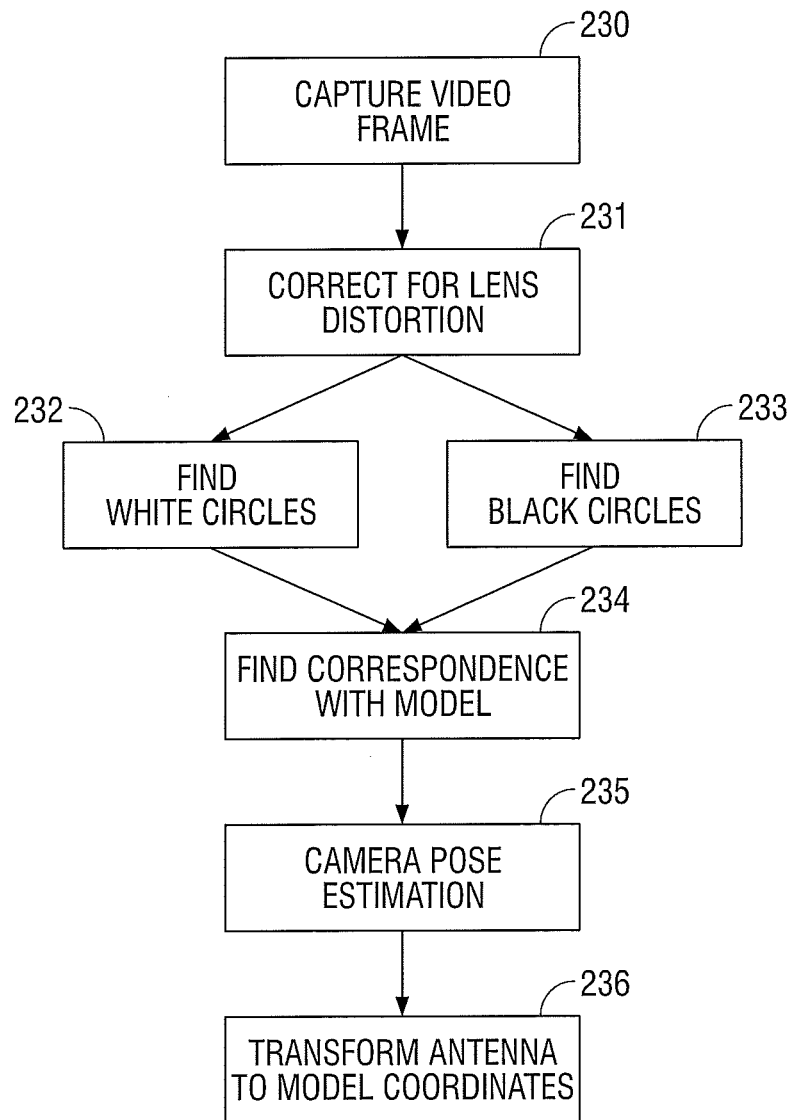 230
CAPTURE VIDEO
FRAME
231
CORRECT FOR LENS
DISTORTION
232
FIND
WHITE CIRCLES
233
FIND
BLACK CIRCLES
234
FIND CORRESPONDENCE
WITH MODEL
235
CAMERA POSE
ESTIMATION
236
TRANSFORM ANTENNA
TO MODEL COORDINATES